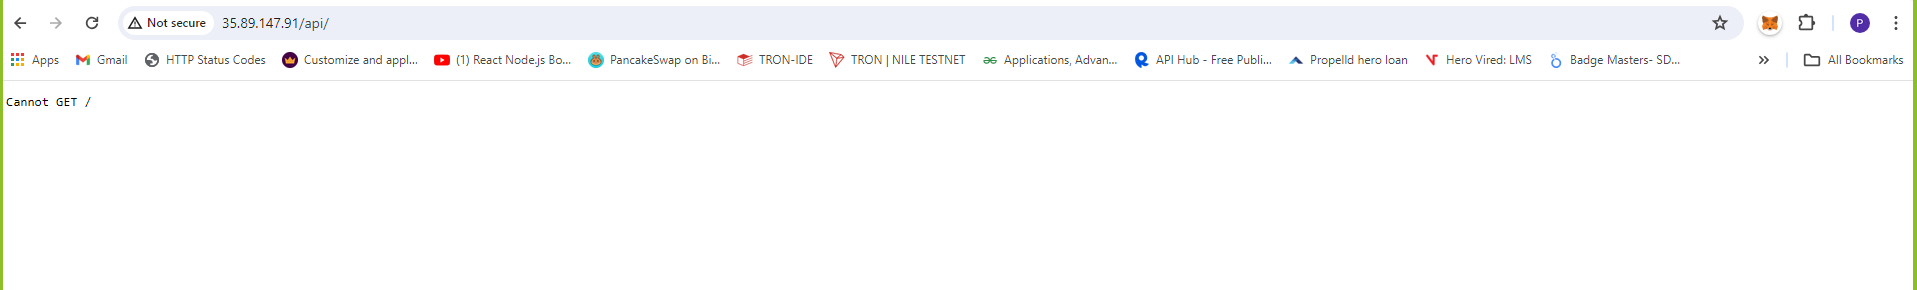 Not secure 35.89.147.91/api/ P
Apps Gmail HTTP Status Codes Customize and appl... (1) React Node.js Bo... PancakeSwap on Bi... TRON-IDE TRON | NILE TESTNET Applications, Advan... API Hub - Free Publi... Propelld hero loan Hero Vired: LMS Badge Masters- SD... » All Bookmarks
Cannot GET /